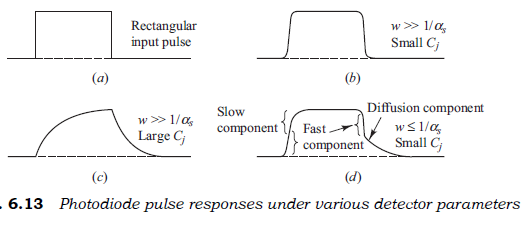 Rectangular
input pulse
(a)
w >> 1/αs
Small Cj
(b)
w >> 1/αs
Large Cj
(c)
Slow
component
Fast
component
Diffusion component
w ≤ 1/αs
Small Cj
(d)
. 6.13 Photodiode pulse responses under various detector parameters